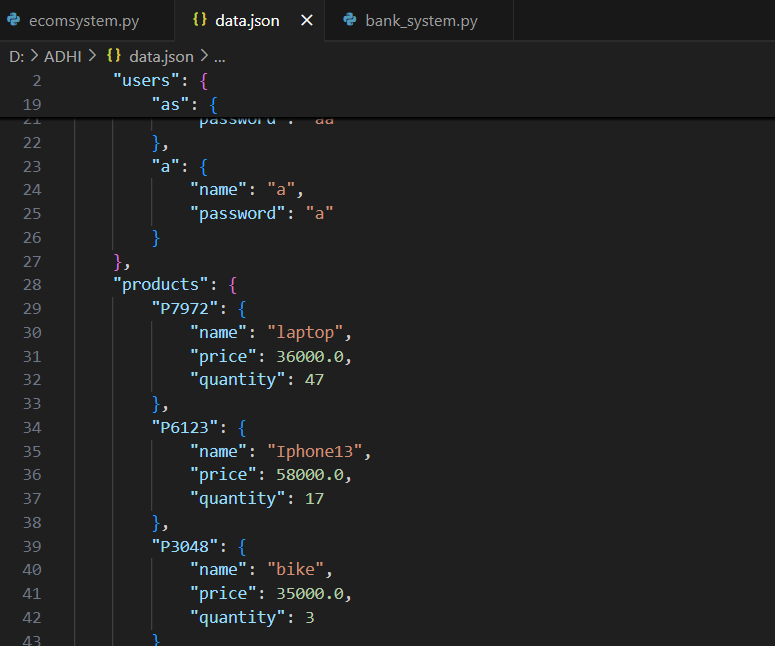 ecomsystem.py {} data.json × bank_system.py
D: > ADHI > {} data.json > ...
2 "users": {
19 "as": {
21 "password": "aa"
22 },
23 "a": {
24 "name": "a",
25 "password": "a"
26 }
27 },
28 "products": {
29 "P7972": {
30 "name": "laptop",
31 "price": 36000.0,
32 "quantity": 47
33 },
34 "P6123": {
35 "name": "Iphone13",
36 "price": 58000.0,
37 "quantity": 17
38 },
39 "P3048": {
40 "name": "bike",
41 "price": 35000.0,
42 "quantity": 3
43 }